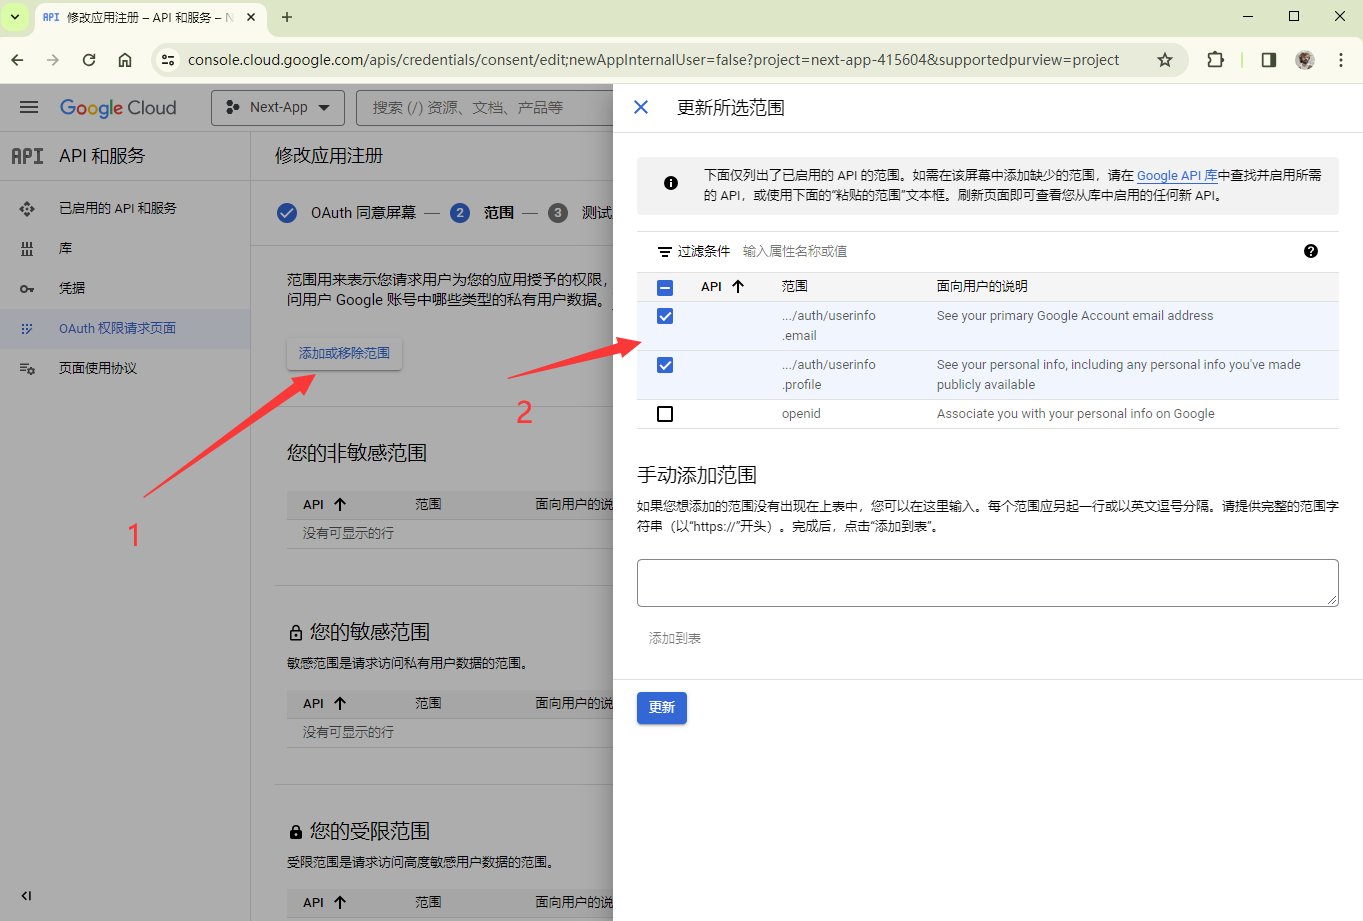 API 修改应用注册 – API 和服务 – N
console.cloud.google.com/apis/credentials/consent/edit;newAppInternalUser=false?project=next-app-415604&supportedpurview=project
Google Cloud
Next-App
搜索 (/) 资源、文档、产品等
API API 和服务
已启用的 API 和服务
库
凭据
OAuth 权限请求页面
页面使用协议
修改应用注册
OAuth 同意屏幕 — 2 范围 — 3 测试
范围用来表示您请求用户为您的应用授予的权限，
问用户 Google 账号中哪些类型的私有用户数据。
添加或移除范围
1
2
您的非敏感范围
API 范围 面向用户的说
没有可显示的行
您的敏感范围
敏感范围是请求访问私有用户数据的范围。
API 范围 面向用户的说
没有可显示的行
您的受限范围
受限范围是请求访问高度敏感用户数据的范围。
API 范围 面向用户的说
更新所选范围
下面仅列出了已启用的 API 的范围。如需在该屏幕中添加缺少的范围，请在 Google API 库中查找并启用所需
的 API，或使用下面的“粘贴的范围”文本框。刷新页面即可查看您从库中启用的任何新 API。
过滤条件 输入属性名称或值
API 范围 面向用户的说明
.../auth/userinfo See your primary Google Account email address
.email
.../auth/userinfo See your personal info, including any personal info you've made
.profile publicly available
openid Associate you with your personal info on Google
手动添加范围
如果您想添加的范围没有出现在上表中，您可以在这里输入。每个范围应另起一行或以英文逗号分隔。请提供完整的范围字
符串（以“https://”开头）。完成后，点击“添加到表”。
添加到表
更新